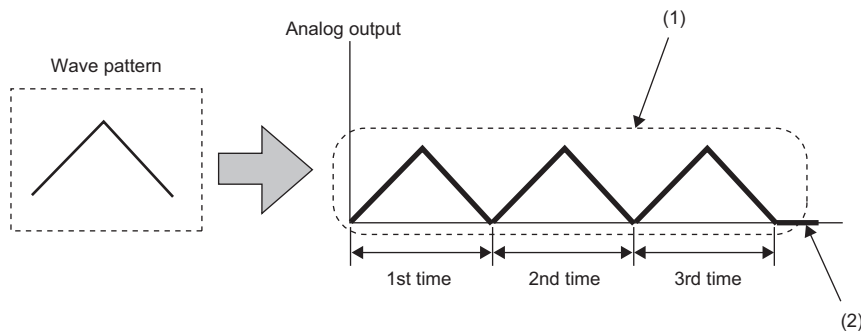 (1)
Analog output
Wave pattern
1st time
2nd time
3rd time
(2)